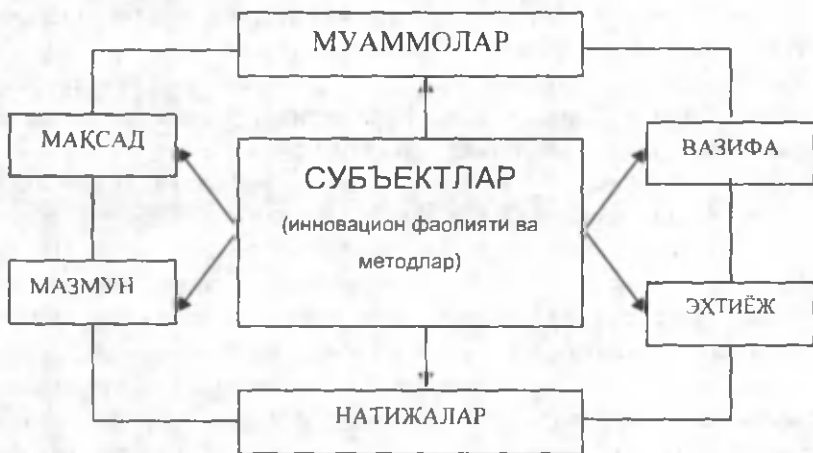 МУАММОЛАР
МАҚСАД
СУБЪЕКТЛАР
(инновацион фаолияти ва
методлар)
ВАЗИФА
МАЗМУН
ЭҲТИЁЖ
НАТИЖАЛАР